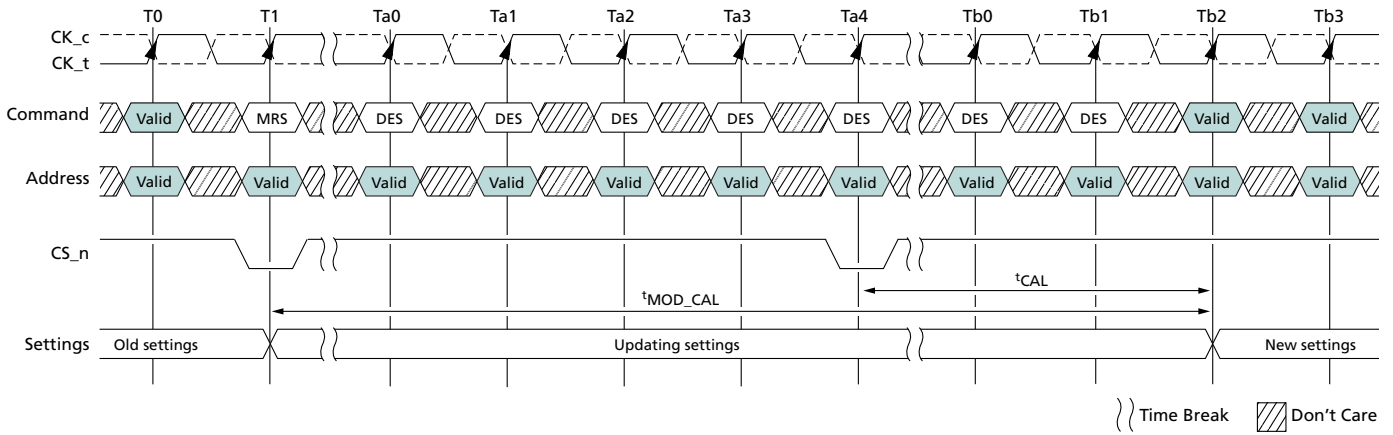 T0 T1 Ta0 Ta1 Ta2 Ta3 Ta4 Tb0 Tb1 Tb2 Tb3
CK_c
CK_t
Command Valid MRS DES DES DES DES DES DES DES Valid Valid
Address Valid Valid Valid Valid Valid Valid Valid Valid Valid Valid Valid
CS_n
tCAL
tMOD_CAL
Settings Old settings Updating settings New settings
Time Break Don't Care